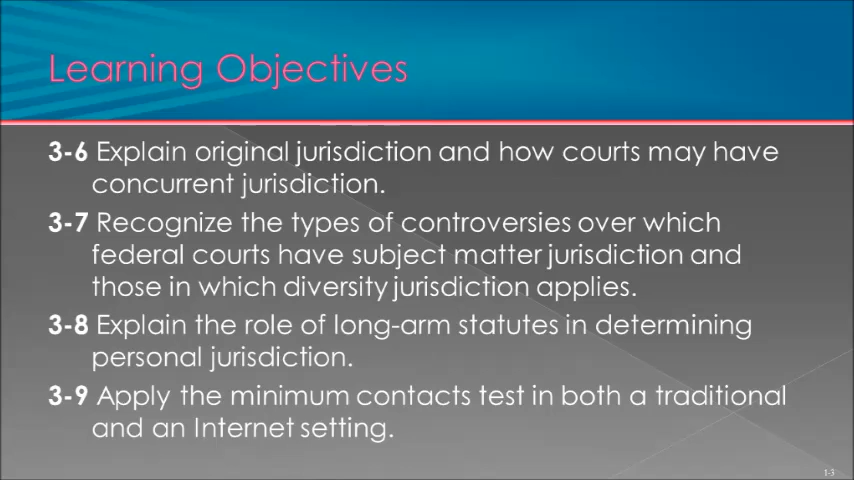 Learning Objectives
3-6 Explain original jurisdiction and how courts may have
concurrent jurisdiction.
3-7 Recognize the types of controversies over which
federal courts have subject matter jurisdiction and
those in which diversity jurisdiction applies.
3-8 Explain the role of long-arm statutes in determining
personal jurisdiction.
3-9 Apply the minimum contacts test in both a traditional
and an Internet setting.
1-3